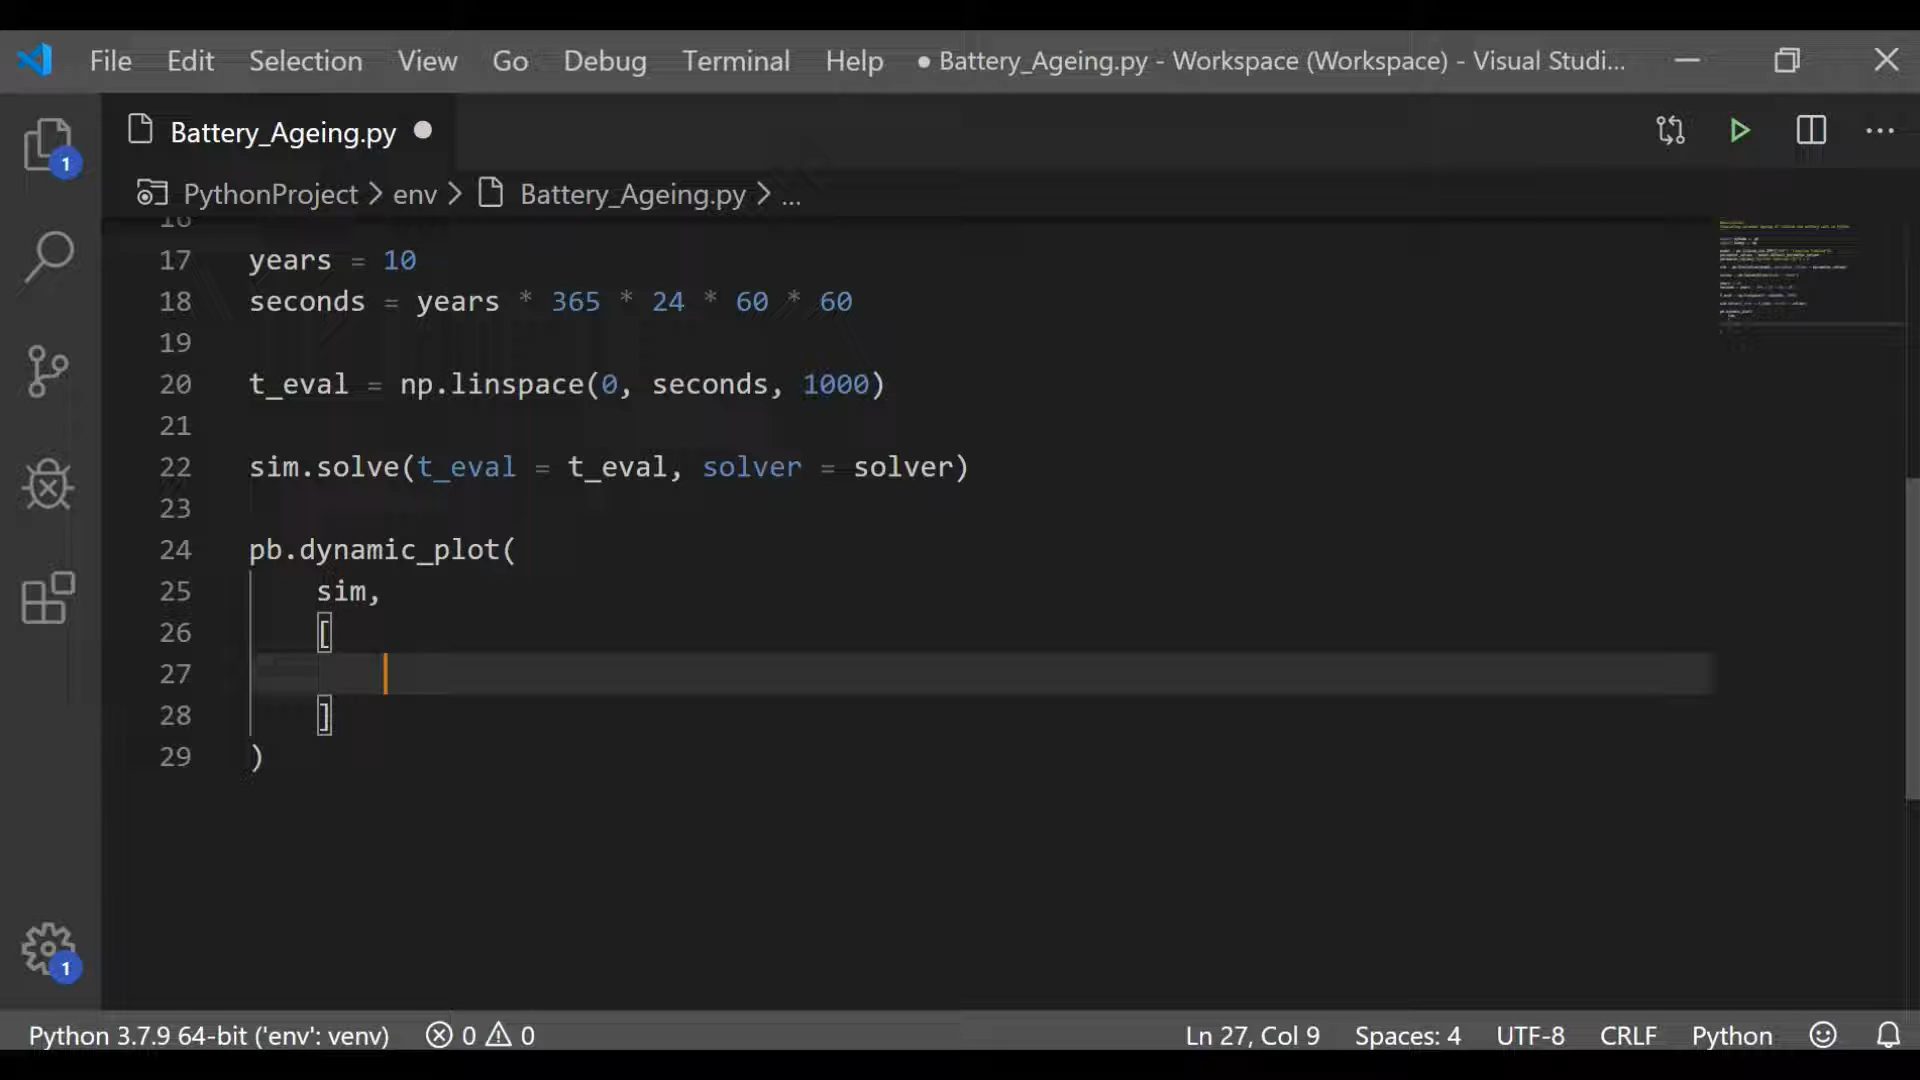 File Edit Selection View Go Debug Terminal Help ● Battery_Ageing.py - Workspace (Workspace) - Visual Studi...
Battery_Ageing.py
PythonProject > env > Battery_Ageing.py > ...
1
16
17 years = 10
18 seconds = years * 365 * 24 * 60 * 60
19
20 t_eval = np.linspace(0, seconds, 1000)
21
22 sim.solve(t_eval = t_eval, solver = solver)
23
24 pb.dynamic_plot(
25 sim,
26 [
27
28 ]
29 )
1
Python 3.7.9 64-bit ('env': venv) 0 0 Ln 27, Col 9 Spaces: 4 UTF-8 CRLF Python